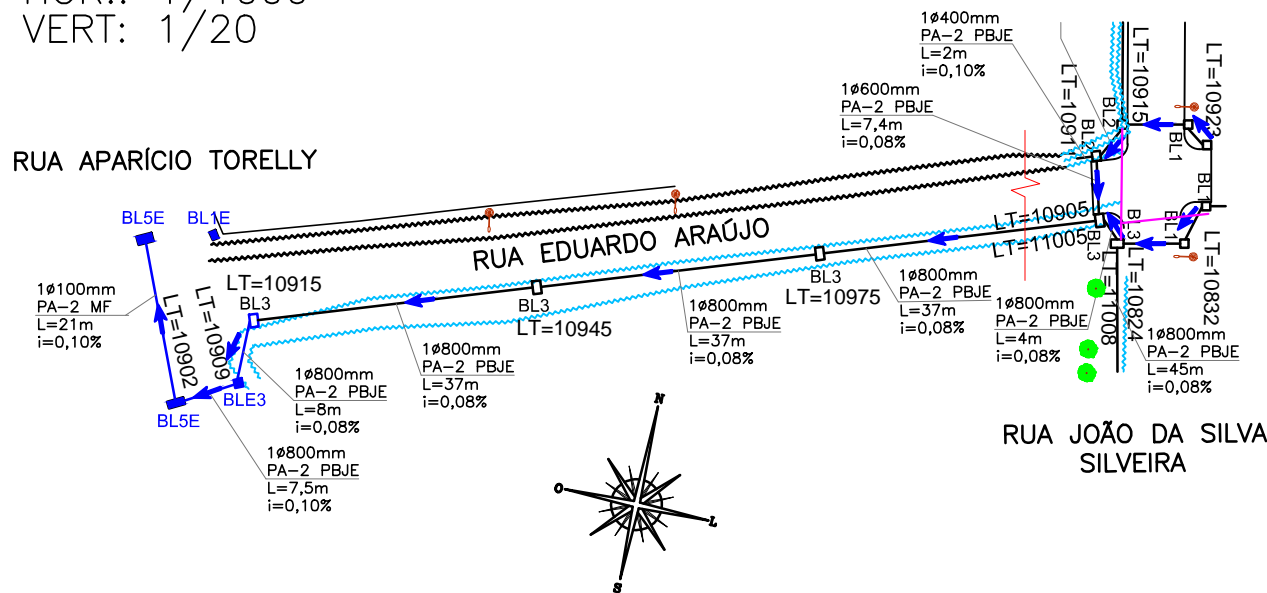 VERT: 1/20
1ø400mm
PA-2 PBJE
L=2m
i=0,10%
1ø600mm
PA-2 PBJE
L=7,4m
i=0,08%
LT=10915
LT=10923
BL2
BL1
BL1
RUA APARÍCIO TORELLY
BL5E
BL1E
RUA EDUARDO ARAÚJO
LT=10905
LT=11005
BL3
BL3
BL1
LT=10915
BL3
BL3
LT=10945
BL3
LT=10975
1ø100mm
PA-2 MF
L=21m
i=0,10%
LT=10902
LT=10909
BL5E
BLE3
1ø800mm
PA-2 PBJE
L=8m
i=0,08%
1ø800mm
PA-2 PBJE
L=7,5m
i=0,10%
1ø800mm
PA-2 PBJE
L=37m
i=0,08%
1ø800mm
PA-2 PBJE
L=37m
i=0,08%
1ø800mm
PA-2 PBJE
L=37m
i=0,08%
1ø800mm
PA-2 PBJE
L=4m
i=0,08%
LT=11008
LT=10824
LT=10832
1ø800mm
PA-2 PBJE
L=45m
i=0,08%
RUA JOÃO DA SILVA
SILVEIRA
N
O
L
S